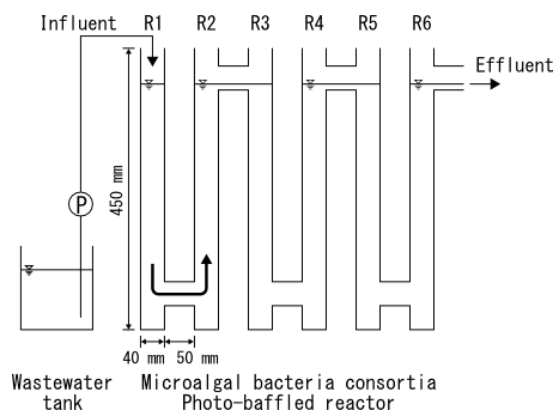 Influent R1 R2 R3 R4 R5 R6
Effluent
450 mm
P
40 mm 50 mm
Wastewater tank
Microalgal bacteria consortia
Photo-baffled reactor